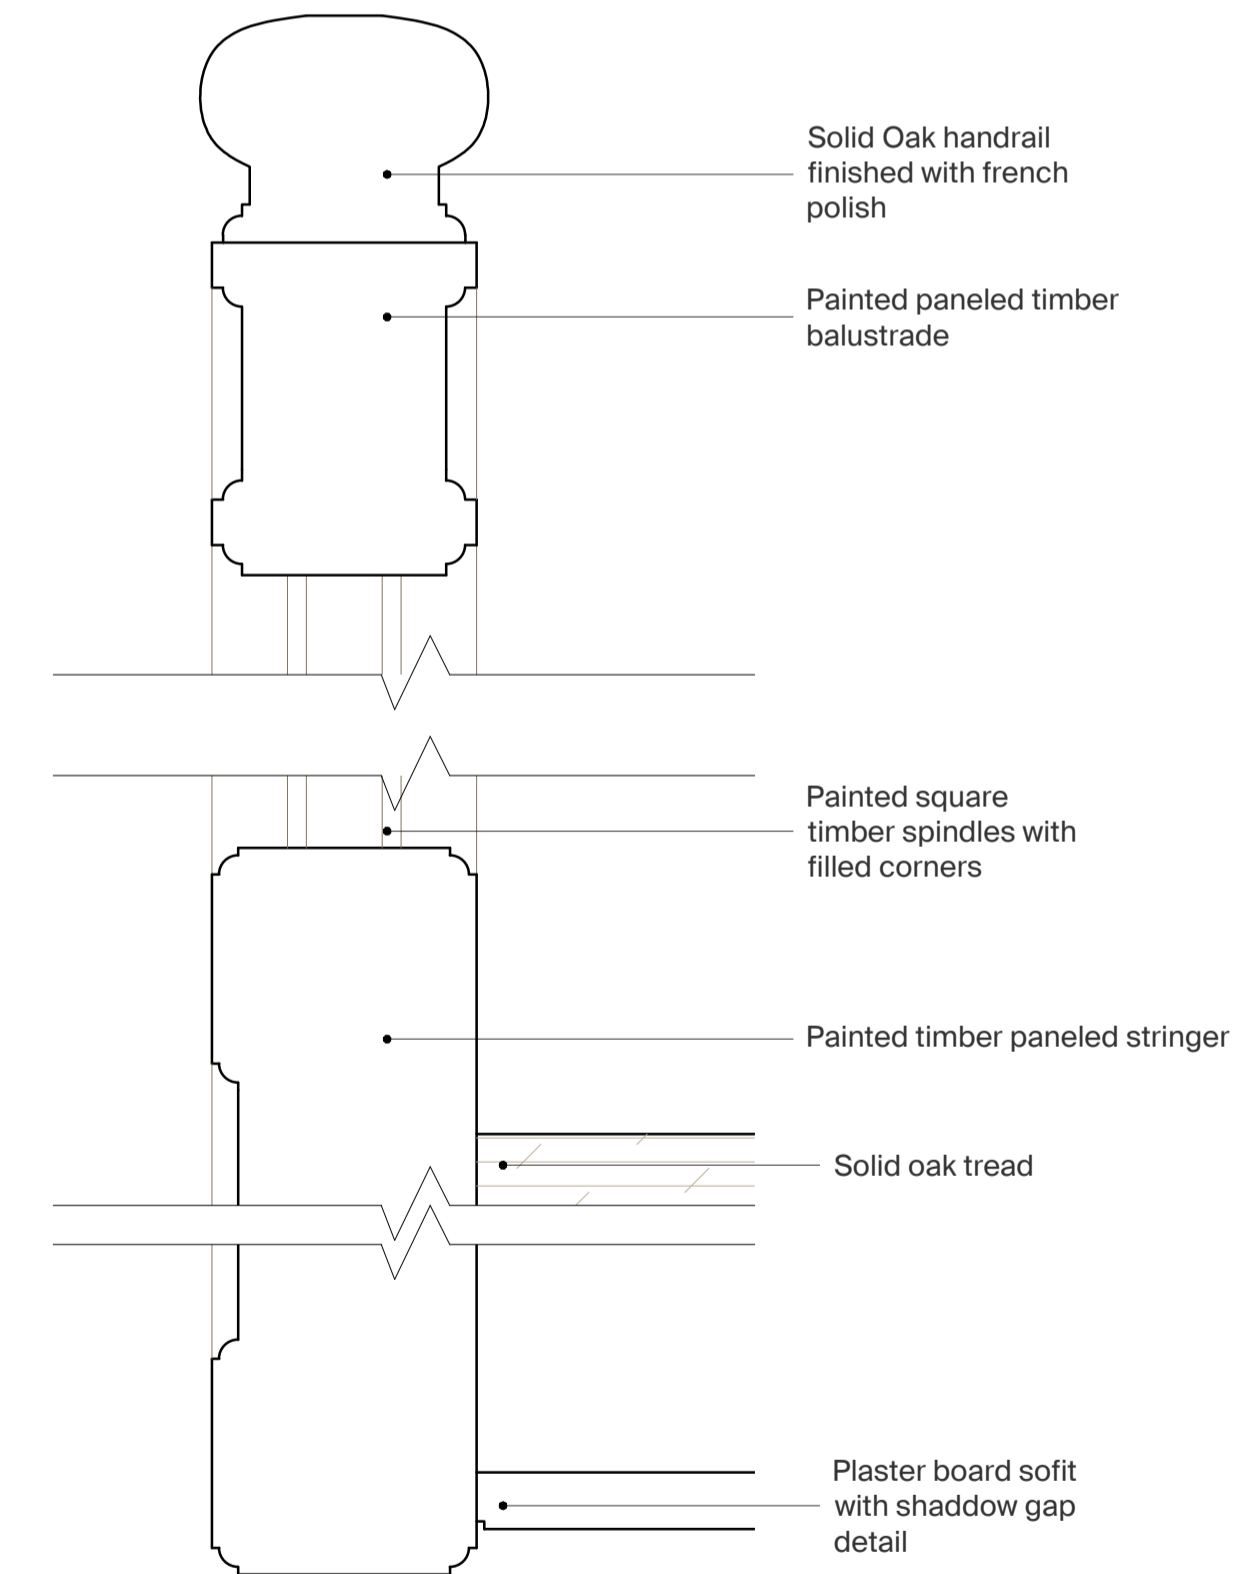 Solid Oak handrail
finished with french
polish
Painted paneled timber
balustrade
Painted square
timber spindles with
filled corners
Painted timber paneled stringer
Solid oak tread
Plaster board sofit
with shaddow gap
detail